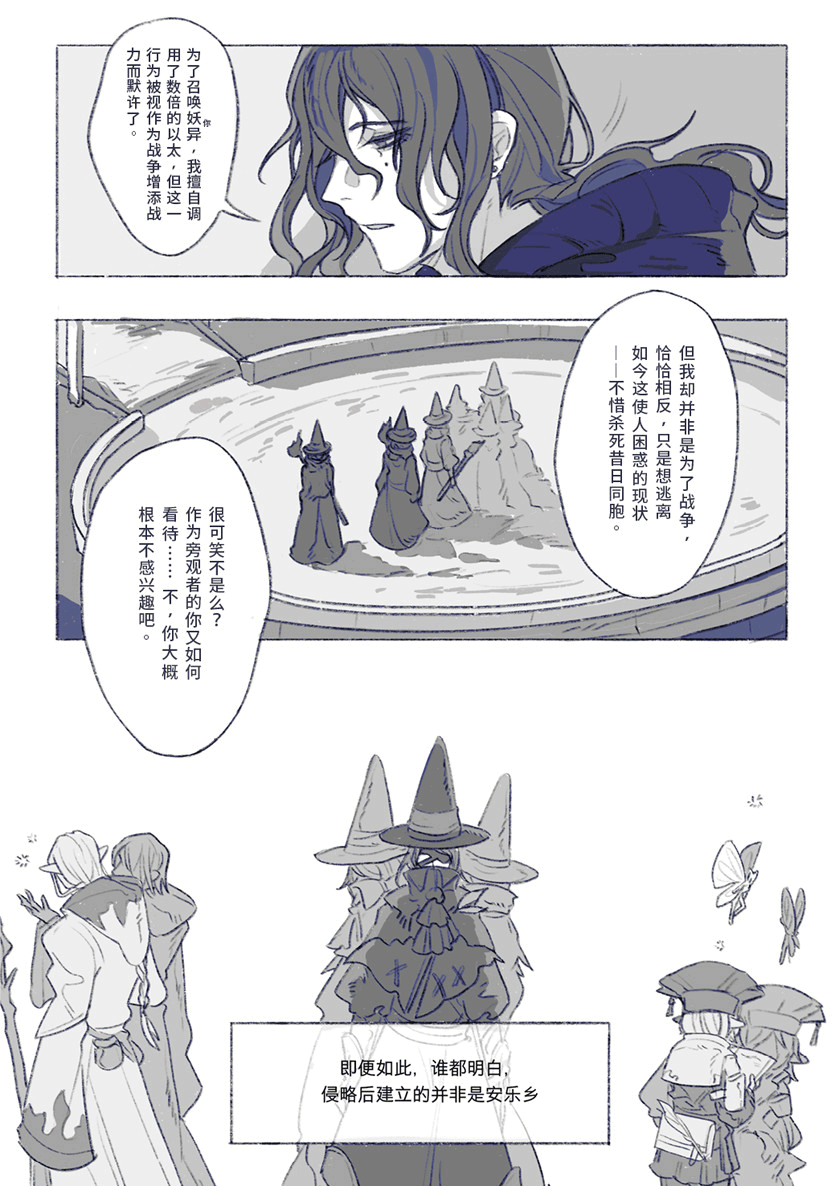 为了召唤妖异，我擅自调
你
用了数倍的以太，但这一
行为被视作为战争增添战
力而默许了。
但我却并非是为了战争，
恰恰相反，只是想逃离
如今这使人困惑的现状
——不惜杀死昔日同胞。
很可笑不是么？
作为旁观者的你又如何
看待……不，你大概
根本不感兴趣吧。
即便如此，谁都明白，
侵略后建立的并非是安乐乡